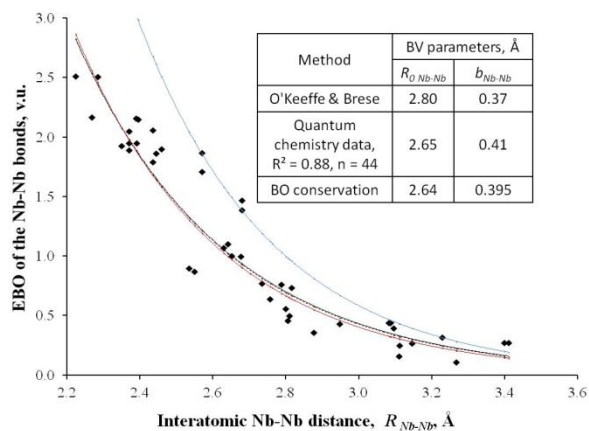 EBO of the Nb-Nb bonds, v.u.
3.0
2.5
2.0
1.5
1.0
0.5
0.0
Method
BV parameters, Å
R0 Nb-Nb
bNb-Nb
O'Keeffe & Brese
2.80
0.37
Quantum
chemistry data,
R² = 0.88, n = 44
2.65
0.41
BO conservation
2.64
0.395
2.2
2.4
2.6
2.8
3.0
3.2
3.4
3.6
Interatomic Nb-Nb distance, R Nb-Nb, Å